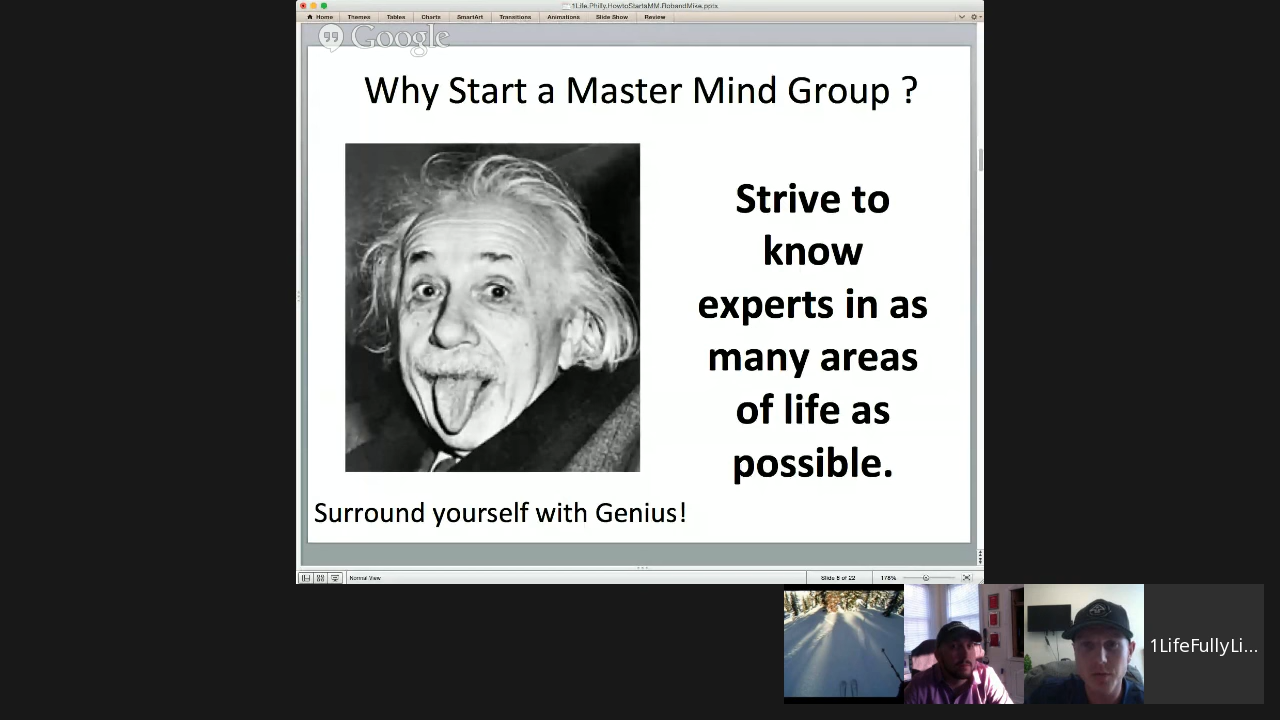 1Life.Philly.HowtoStartaMM.RobandMike.pptx
Home Themes Tables Charts SmartArt Transitions Animations Slide Show Review
Google
Why Start a Master Mind Group ?
Strive to
know
experts in as
many areas
of life as
possible.
Surround yourself with Genius!
Normal View Slide 8 of 22 178%
1LifeFullyLi...